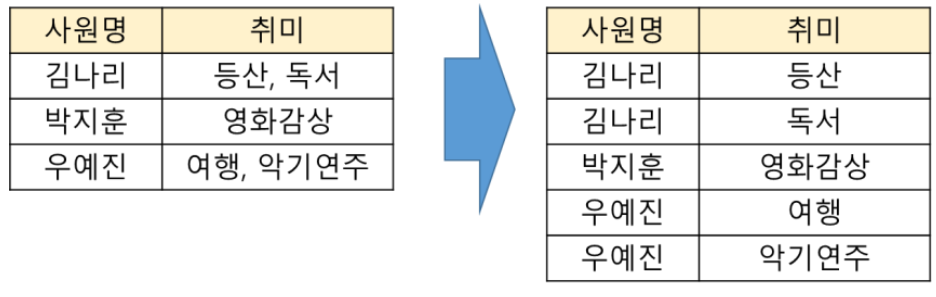 사원명 취미
김나리 등산, 독서
박지훈 영화감상
우예진 여행, 악기연주
사원명 취미
김나리 등산
김나리 독서
박지훈 영화감상
우예진 여행
우예진 악기연주